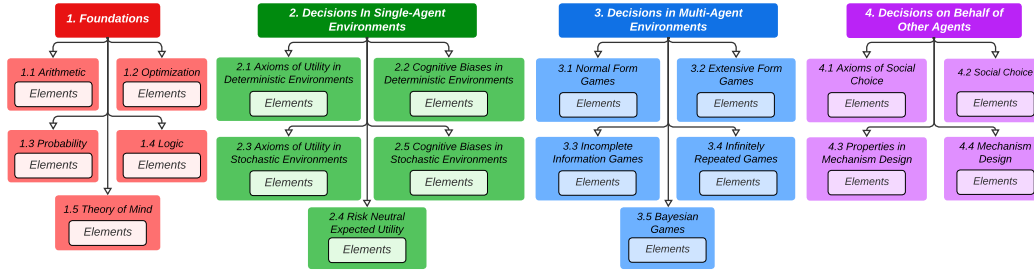 1. Foundations
1.1 Arithmetic
Elements
1.2 Optimization
Elements
1.3 Probability
Elements
1.4 Logic
Elements
1.5 Theory of Mind
Elements
2. Decisions In Single-Agent
Environments
2.1 Axioms of Utility in
Deterministic Environments
Elements
2.2 Cognitive Biases in
Deterministic Environments
Elements
2.3 Axioms of Utility in
Stochastic Environments
Elements
2.5 Cognitive Biases in
Stochastic Environments
Elements
2.4 Risk Neutral
Expected Utility
Elements
3. Decisions in Multi-Agent
Environments
3.1 Normal Form
Games
Elements
3.2 Extensive Form
Games
Elements
3.3 Incomplete
Information Games
Elements
3.4 Infinitely
Repeated Games
Elements
3.5 Bayesian
Games
Elements
4. Decisions on Behalf of
Other Agents
4.1 Axioms of Social
Choice
Elements
4.2 Social Choice
Elements
4.3 Properties in
Mechanism Design
Elements
4.4 Mechanism
Design
Elements